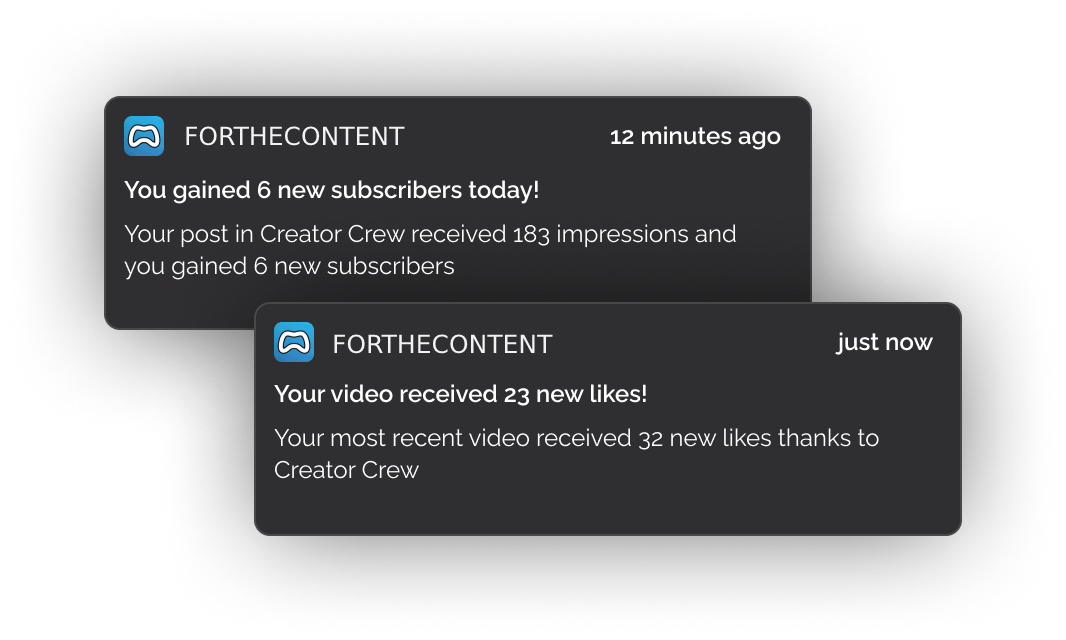 FORTHECONTENT
12 minutes ago
You gained 6 new subscribers today!
Your post in Creator Crew received 183 impressions and
you gained 6 new subscribers
FORTHECONTENT
just now
Your video received 23 new likes!
Your most recent video received 32 new likes thanks to
Creator Crew